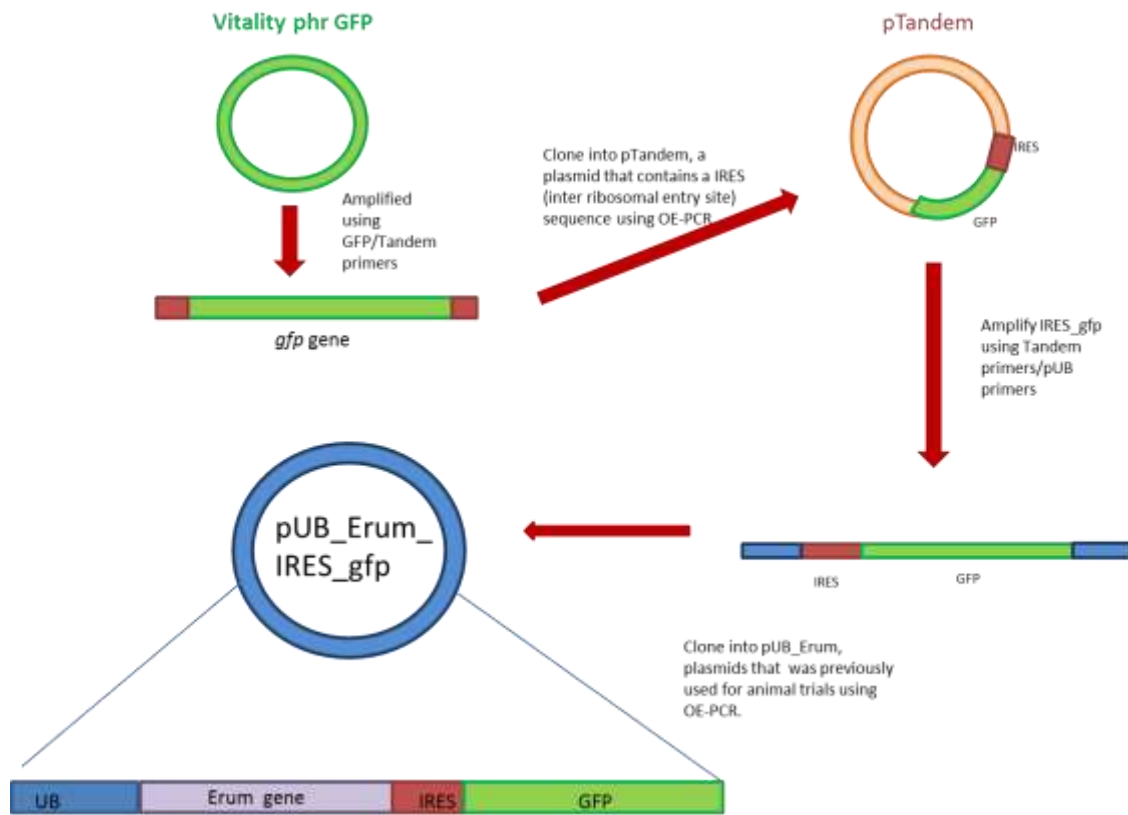 Vitality phr GFP
pTandem
IRES
GFP
Clone into pTandem, a
plasmid that contains a IRES
(inter ribosomal entry site)
sequence using OE-PCR
Amplified
using
GFP/Tandem
primers
gfp gene
Amplify IRES_gfp
using Tandem
primers/pUB
primers
pUB_Erum_
IRES_gfp
IRES
GFP
Clone into pUB_Erum,
plasmids that was previously
used for animal trials using
OE-PCR.
UB
Erum gene
IRES
GFP